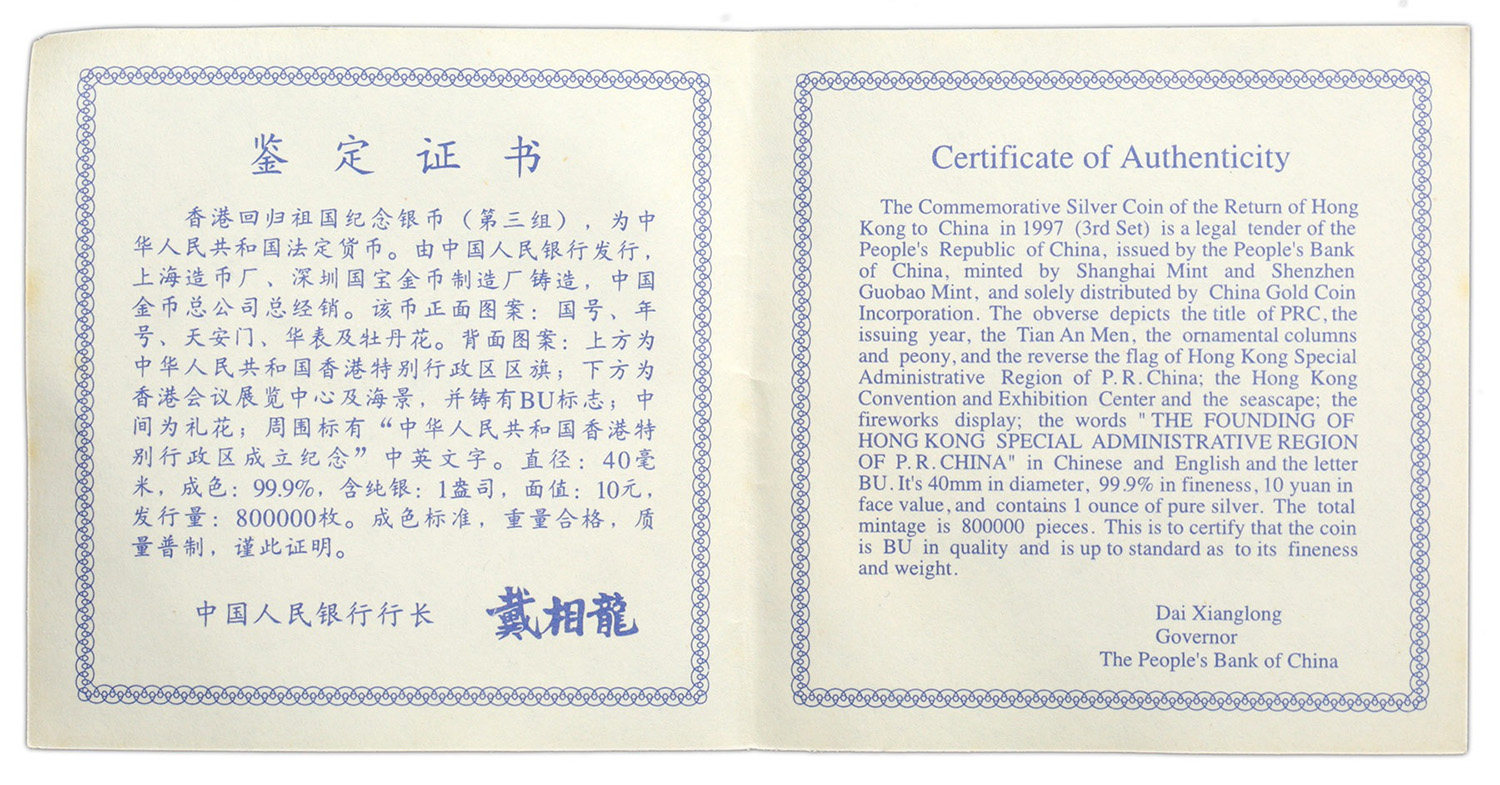 鉴定证书
香港回归祖国纪念银币（第三组），为中
华人民共和国法定货币。由中国人民银行发行，
上海造币厂、深圳国宝金币制造厂铸造，中国
金币总公司总经销。该币正面图案：国号、年
号、天安门、华表及牡丹花。背面图案：上方为
中华人民共和国香港特别行政区区旗；下方为
香港会议展览中心及海景，并铸有BU标志；中
间为礼花；周围标有“中华人民共和国香港特
别行政区成立纪念”中英文字。直径：40毫
米，成色：99.9%，含纯银：1盎司，面值：10元，
发行量：800000枚。成色标准，重量合格，质
量普制，谨此证明。
中国人民银行行长 戴相龍
Certificate of Authenticity
The Commemorative Silver Coin of the Return of Hong
Kong to China in 1997 (3rd Set) is a legal tender of the
People's Republic of China, issued by the People's Bank
of China, minted by Shanghai Mint and Shenzhen
Guobao Mint, and solely distributed by China Gold Coin
Incorporation. The obverse depicts the title of PRC, the
issuing year, the Tian An Men, the ornamental columns
and peony, and the reverse the flag of Hong Kong Special
Administrative Region of P. R. China; the Hong Kong
Convention and Exhibition Center and the seascape; the
fireworks display; the words " THE FOUNDING OF
HONG KONG SPECIAL ADMINISTRATIVE REGION
OF P. R. CHINA" in Chinese and English and the letter
BU. It's 40mm in diameter, 99.9% in fineness, 10 yuan in
face value, and contains 1 ounce of pure silver. The total
mintage is 800000 pieces. This is to certify that the coin
is BU in quality and is up to standard as to its fineness
and weight.
Dai Xianglong
Governor
The People's Bank of China